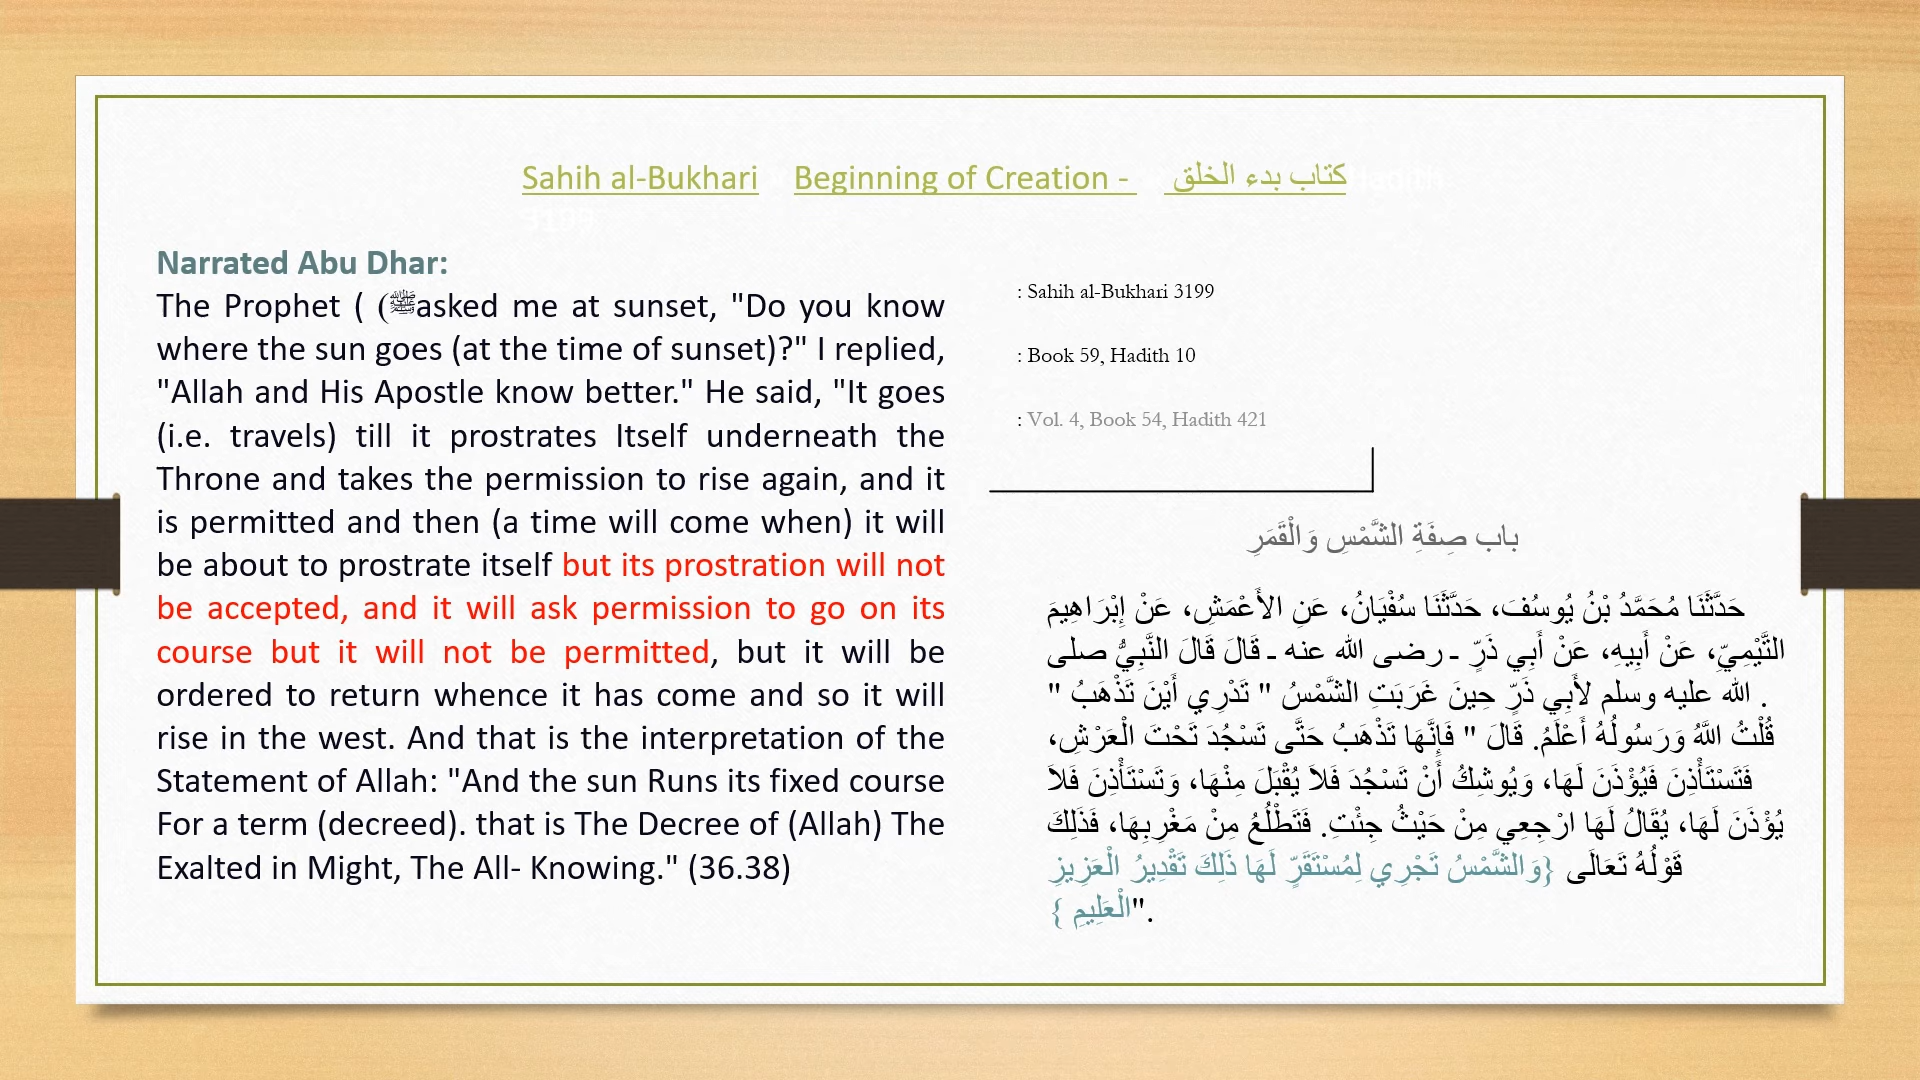 Sahih al-Bukhari Beginning of Creation - كتاب بدء الخلق Hadith
3199
Narrated Abu Dhar:
The Prophet ( (ﷺasked me at sunset, "Do you know
where the sun goes (at the time of sunset)?" I replied,
"Allah and His Apostle know better." He said, "It goes
(i.e. travels) till it prostrates Itself underneath the
Throne and takes the permission to rise again, and it
is permitted and then (a time will come when) it will
be about to prostrate itself but its prostration will not
be accepted, and it will ask permission to go on its
course but it will not be permitted, but it will be
ordered to return whence it has come and so it will
rise in the west. And that is the interpretation of the
Statement of Allah: "And the sun Runs its fixed course
For a term (decreed). that is The Decree of (Allah) The
Exalted in Might, The All- Knowing." (36.38)
: Sahih al-Bukhari 3199
: Book 59, Hadith 10
: Vol. 4, Book 54, Hadith 421
باب صِفَةِ الشَّمْسِ وَالْقَمَرِ
حَدَّثَنَا مُحَمَّدُ بْنُ يُوسُفَ، حَدَّثَنَا سُفْيَانُ، عَنِ الأَعْمَشِ، عَنْ إِبْرَاهِيمَ
التَّيْمِيِّ، عَنْ أَبِيهِ، عَنْ أَبِي ذَرٍّ ـ رضى الله عنه ـ قَالَ قَالَ النَّبِيُّ صلى
الله عليه وسلم لأَبِي ذَرٍّ حِينَ غَرَبَتِ الشَّمْسُ " تَدْرِي أَيْنَ تَذْهَبُ " .
قُلْتُ اللَّهُ وَرَسُولُهُ أَعْلَمُ. قَالَ " فَإِنَّهَا تَذْهَبُ حَتَّى تَسْجُدَ تَحْتَ الْعَرْشِ،
فَتَسْتَأْذِنَ فَيُؤْذَنَ لَهَا، وَيُوشِكُ أَنْ تَسْجُدَ فَلاَ يُقْبَلَ مِنْهَا، وَتَسْتَأْذِنَ فَلاَ
يُؤْذَنَ لَهَا، يُقَالُ لَهَا ارْجِعِي مِنْ حَيْثُ جِئْتِ. فَتَطْلُعُ مِنْ مَغْرِبِهَا، فَذَلِكَ
قَوْلُهُ تَعَالَى {وَالشَّمْسُ تَجْرِي لِمُسْتَقَرٍّ لَهَا ذَلِكَ تَقْدِيرُ الْعَزِيزِ
الْعَلِيمِ }".